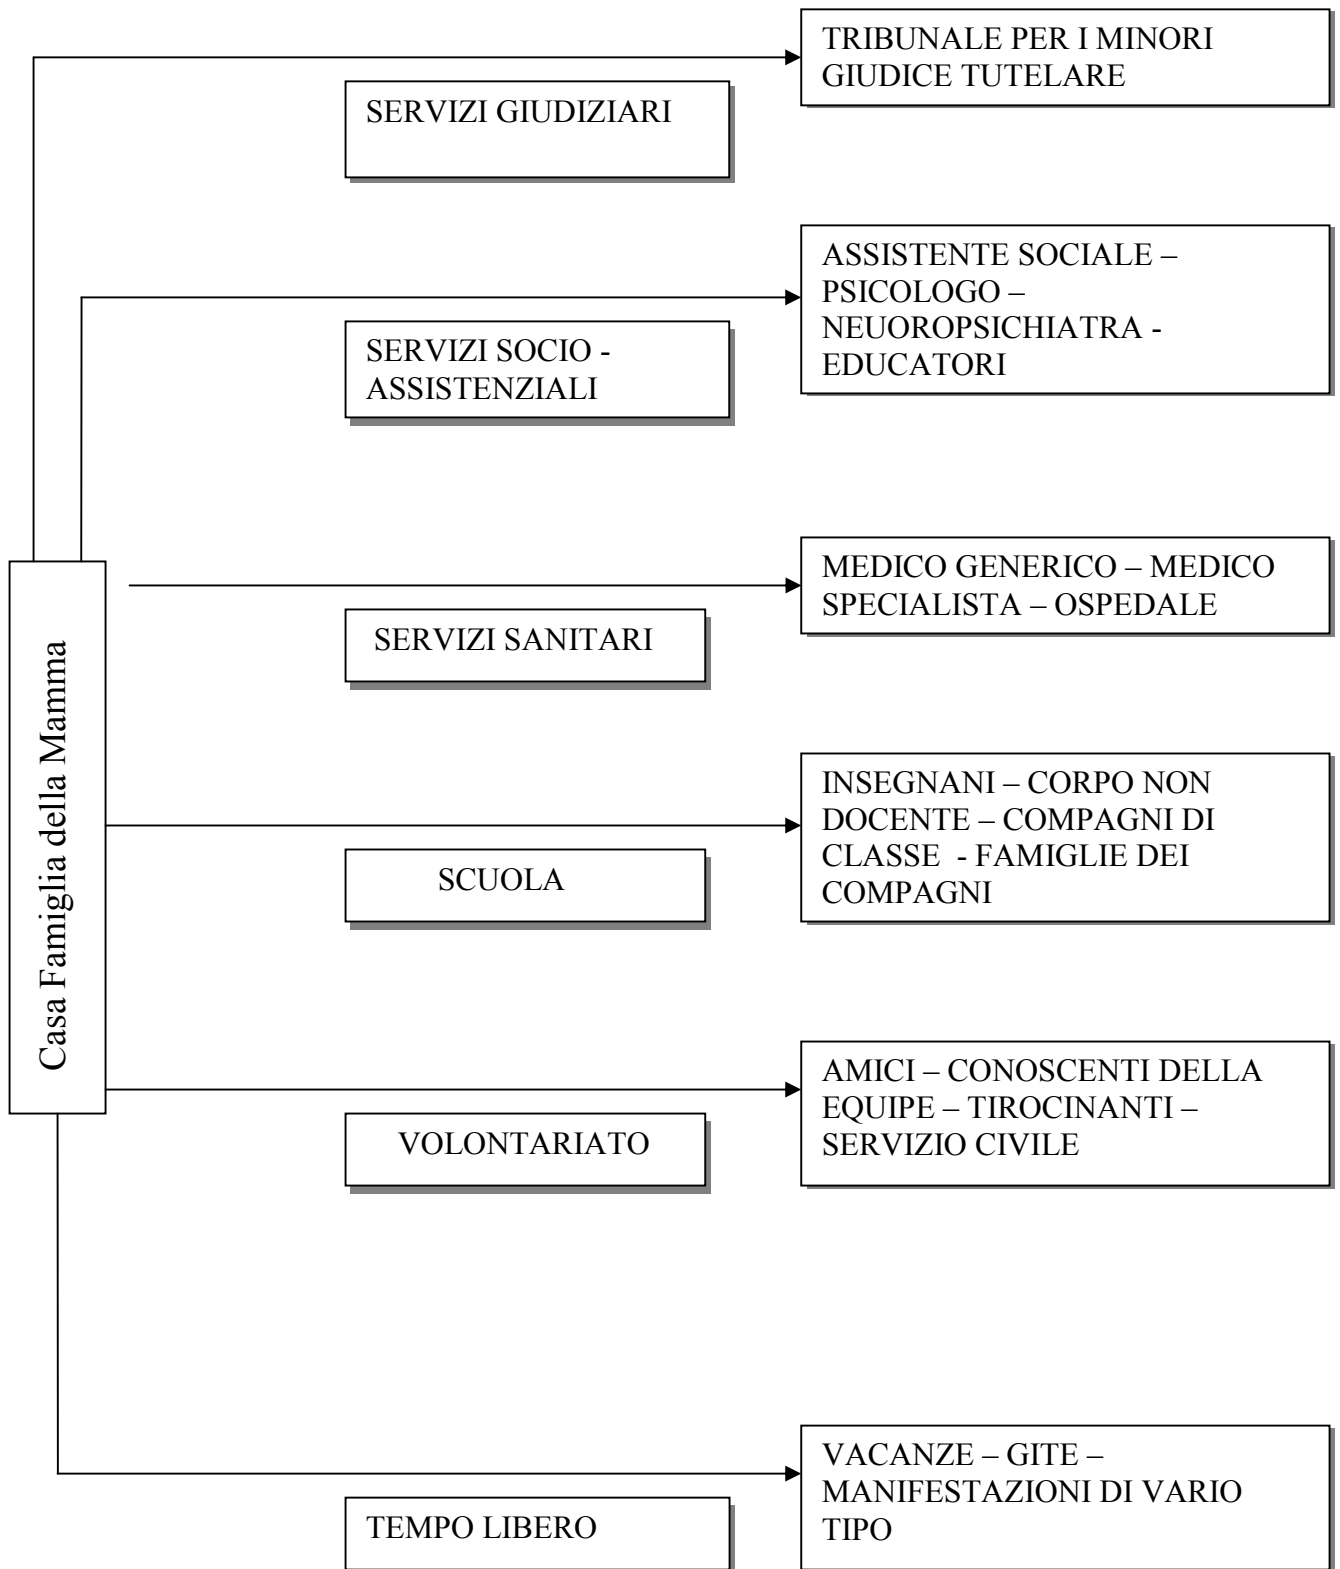 TRIBUNALE PER I MINORI
GIUDICE TUTELARE
SERVIZI GIUDIZIARI
ASSISTENTE SOCIALE –
PSICOLOGO –
NEUOROPSICHIATRA -
EDUCATORI
SERVIZI SOCIO -
ASSISTENZIALI
MEDICO GENERICO – MEDICO
SPECIALISTA – OSPEDALE
SERVIZI SANITARI
Casa Famiglia della Mamma
INSEGNANI – CORPO NON
DOCENTE – COMPAGNI DI
CLASSE - FAMIGLIE DEI
COMPAGNI
SCUOLA
AMICI – CONOSCENTI DELLA
EQUIPE – TIROCINANTI –
SERVIZIO CIVILE
VOLONTARIATO
VACANZE – GITE –
MANIFESTAZIONI DI VARIO
TIPO
TEMPO LIBERO